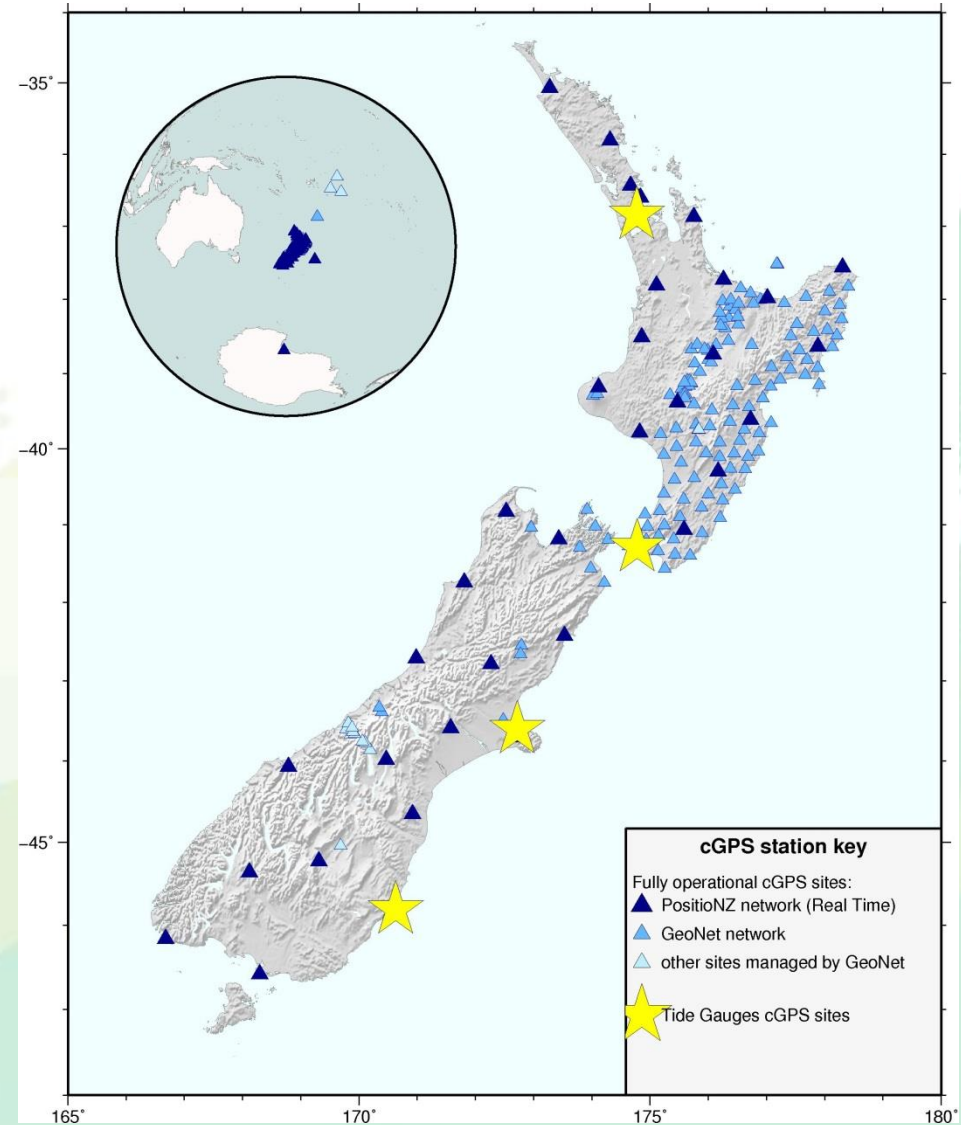 −35˚
−40˚
−45˚
165˚
170˚
175˚
180˚
cGPS station key
Fully operational cGPS sites:
PositioNZ network (Real Time)
GeoNet network
other sites managed by GeoNet
Tide Gauges cGPS sites